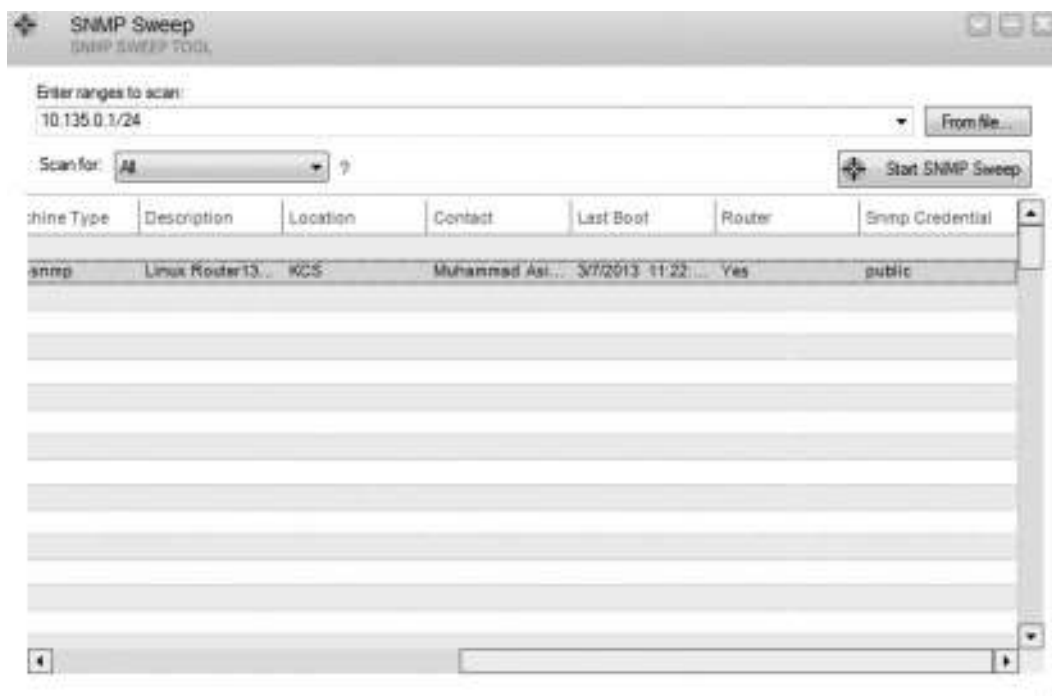 SNMP Sweep
SNMP SWEEP TOOL
Enter ranges to scan:
10.135.0.1/24
From file...
Scan for: All ?
Start SNMP Sweep
chine Type Description Location Contact Last Boot Router Snmp Credential
-snmp Linux Router13... KCS Muhammad Asi... 3/7/2013 11:22:... Yes public